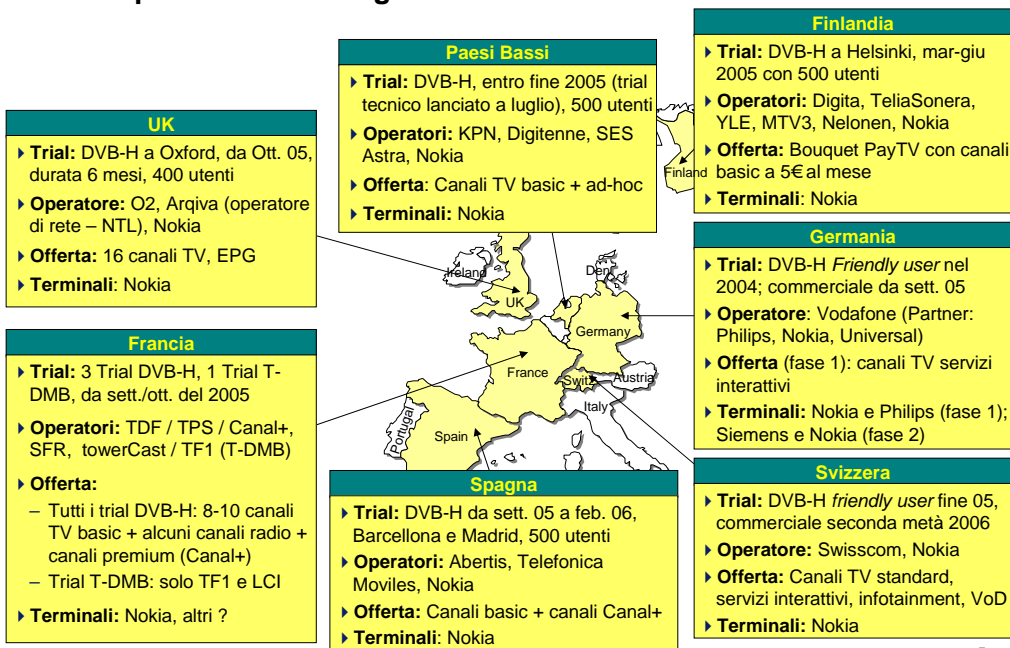 Paesi Bassi
Trial: DVB-H, entro fine 2005 (trial
tecnico lanciato a luglio), 500 utenti
Operatori: KPN, Digitenne, SES
Astra, Nokia
Offerta: Canali TV basic + ad-hoc
Terminali: Nokia
Finlandia
Trial: DVB-H a Helsinki, mar-giu
2005 con 500 utenti
Operatori: Digita, TeliaSonera,
YLE, MTV3, Nelonen, Nokia
Offerta: Bouquet PayTV con canali
basic a 5€ al mese
Terminali: Nokia
UK
Trial: DVB-H a Oxford, da Ott. 05,
durata 6 mesi, 400 utenti
Operatore: O2, Arqiva (operatore
di rete – NTL), Nokia
Offerta: 16 canali TV, EPG
Terminali: Nokia
Germania
Trial: DVB-H Friendly user nel
2004; commerciale da sett. 05
Operatore: Vodafone (Partner:
Philips, Nokia, Universal)
Offerta (fase 1): canali TV servizi
interattivi
Terminali: Nokia e Philips (fase 1);
Siemens e Nokia (fase 2)
Francia
Trial: 3 Trial DVB-H, 1 Trial T-
DMB, da sett./ott. del 2005
Operatori: TDF / TPS / Canal+,
SFR, towerCast / TF1 (T-DMB)
Offerta:
– Tutti i trial DVB-H: 8-10 canali
TV basic + alcuni canali radio +
canali premium (Canal+)
– Trial T-DMB: solo TF1 e LCI
Terminali: Nokia, altri ?
Spagna
Trial: DVB-H da sett. 05 a feb. 06,
Barcellona e Madrid, 500 utenti
Operatori: Abertis, Telefonica
Moviles, Nokia
Offerta: Canali basic + canali Canal+
Terminali: Nokia
Svizzera
Trial: DVB-H friendly user fine 05,
commerciale seconda metà 2006
Operatore: Swisscom, Nokia
Offerta: Canali TV standard,
servizi interattivi, infotainment, VoD
Terminali: Nokia
Finland
Ireland
UK
Den
Germany
France
Switz
Austria
Italy
Portugal
Spain